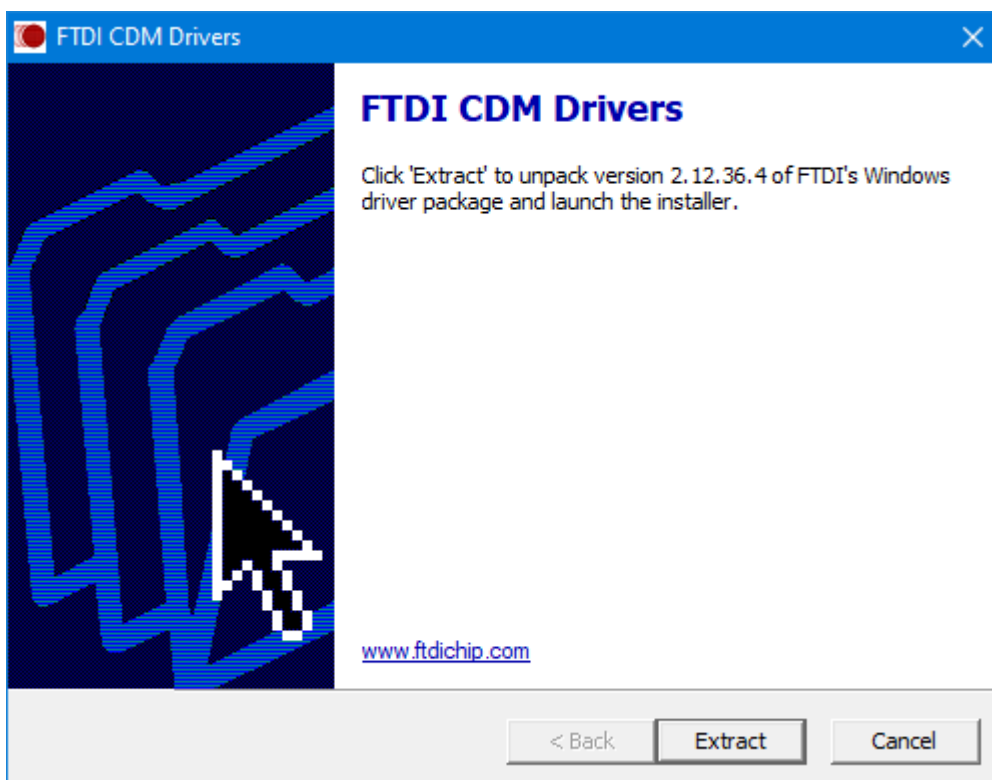 FTDI CDM Drivers
FTDI CDM Drivers
Click 'Extract' to unpack version 2.12.36.4 of FTDI's Windows
driver package and launch the installer.
www.ftdichip.com
< Back
Extract
Cancel